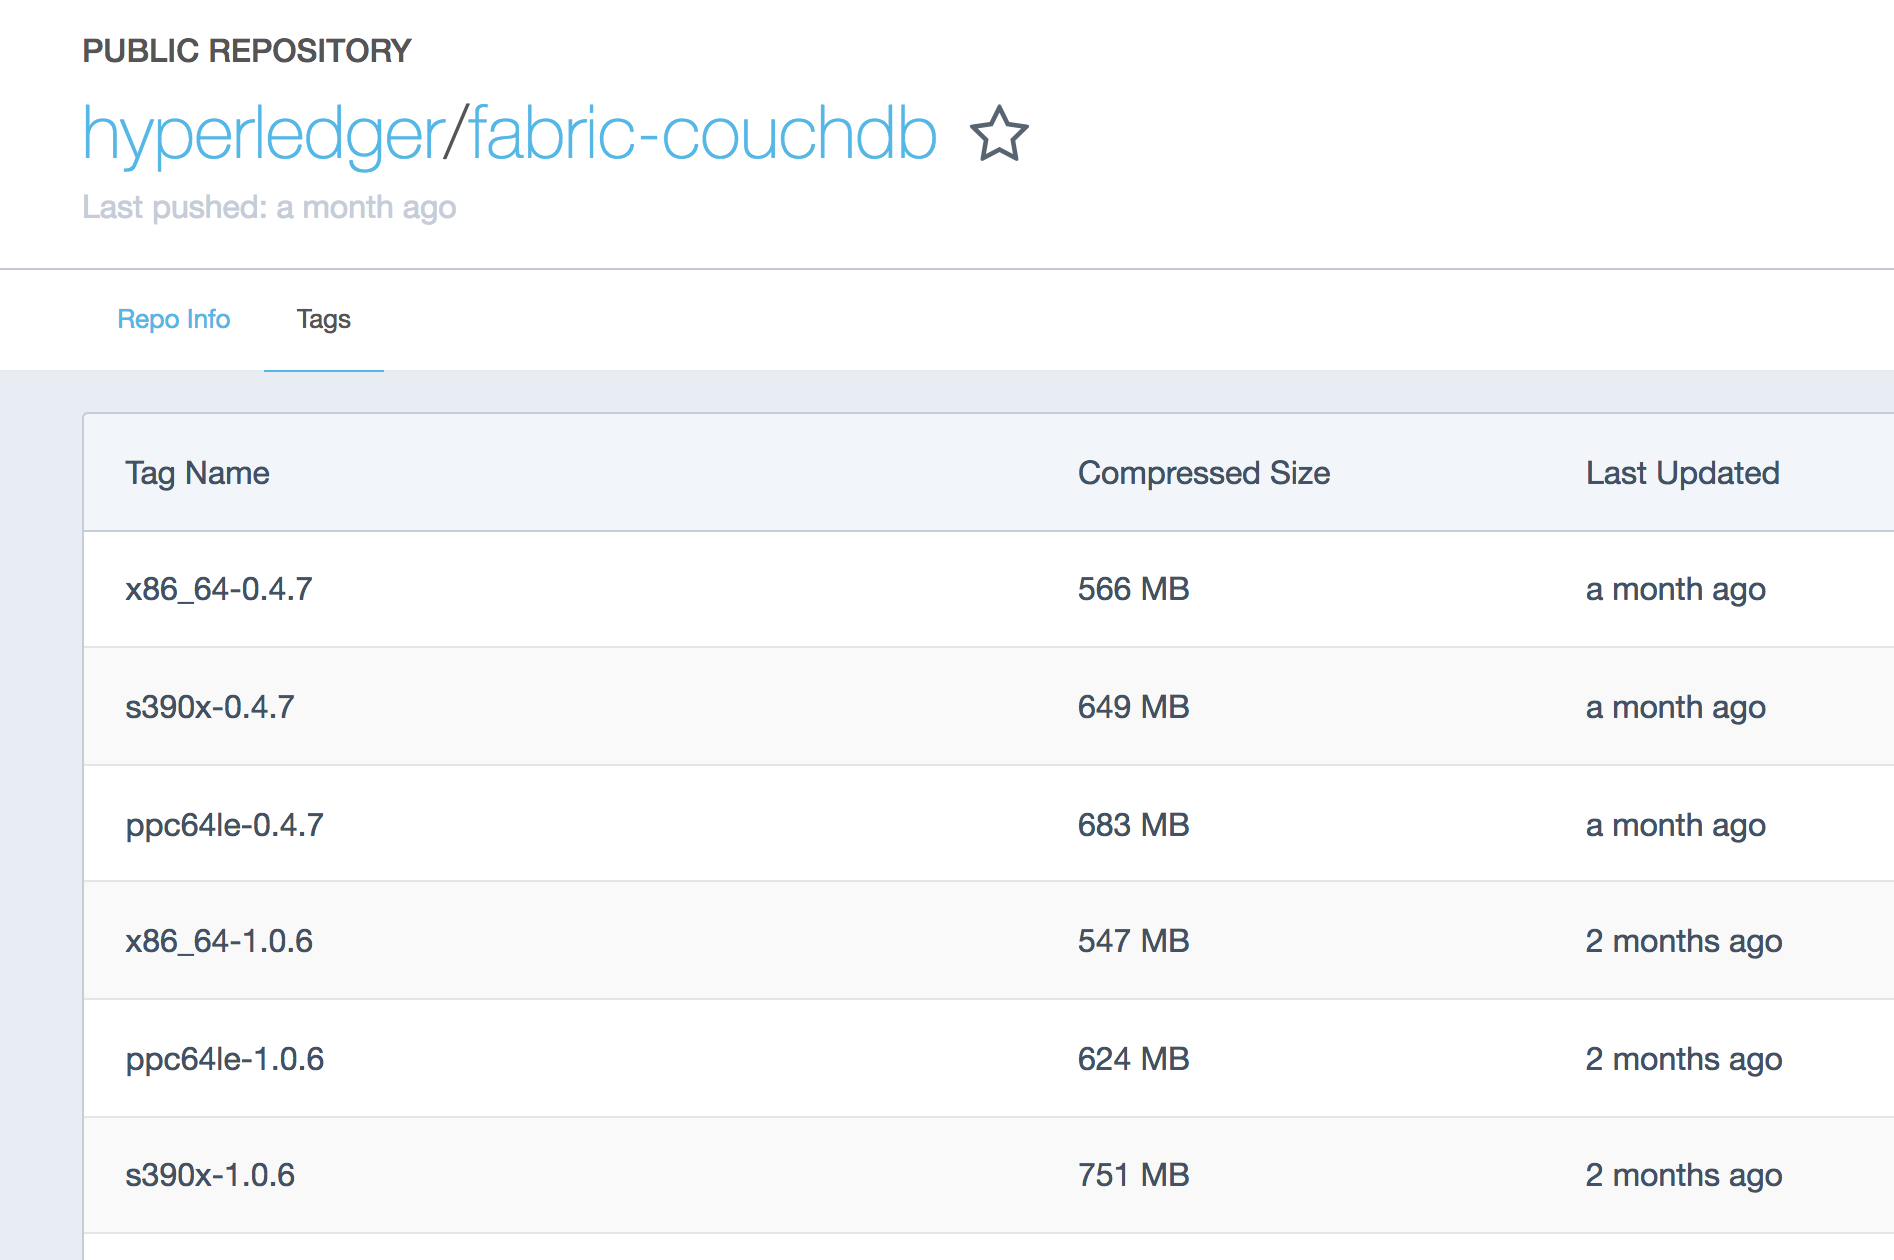 PUBLIC REPOSITORY
hyperledger/fabric-couchdb
Last pushed: a month ago
Repo Info Tags
Tag Name Compressed Size Last Updated
x86_64-0.4.7 566 MB a month ago
s390x-0.4.7 649 MB a month ago
ppc64le-0.4.7 683 MB a month ago
x86_64-1.0.6 547 MB 2 months ago
ppc64le-1.0.6 624 MB 2 months ago
s390x-1.0.6 751 MB 2 months ago